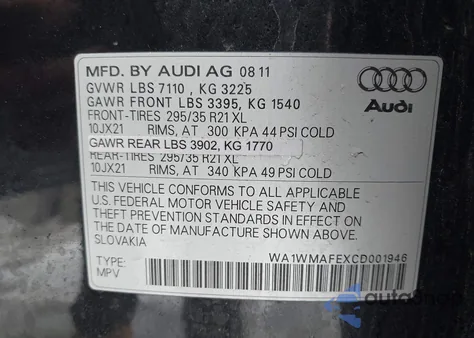 MFD. BY AUDI AG 08 11
GVWR LBS 7110, KG 3225
GAWR FRONT LBS 3395, KG 1540
FRONT-TIRES 295/35 R21 XL
10JX21 RIMS, AT 300 KPA 44 PSI COLD
GAWR REAR LBS 3902, KG 1770
REAR-TIRES 295/35 R21 XL
10JX21 RIMS, AT 340 KPA 49 PSI COLD
THIS VEHICLE CONFORMS TO ALL APPLICABLE
U.S. FEDERAL MOTOR VEHICLE SAFETY AND
THEFT PREVENTION STANDARDS IN EFFECT ON
THE DATE OF MANUFACTURE SHOWN ABOVE.
SLOVAKIA
TYPE:
MPV
WA1WMAFEXCD001946
Audi